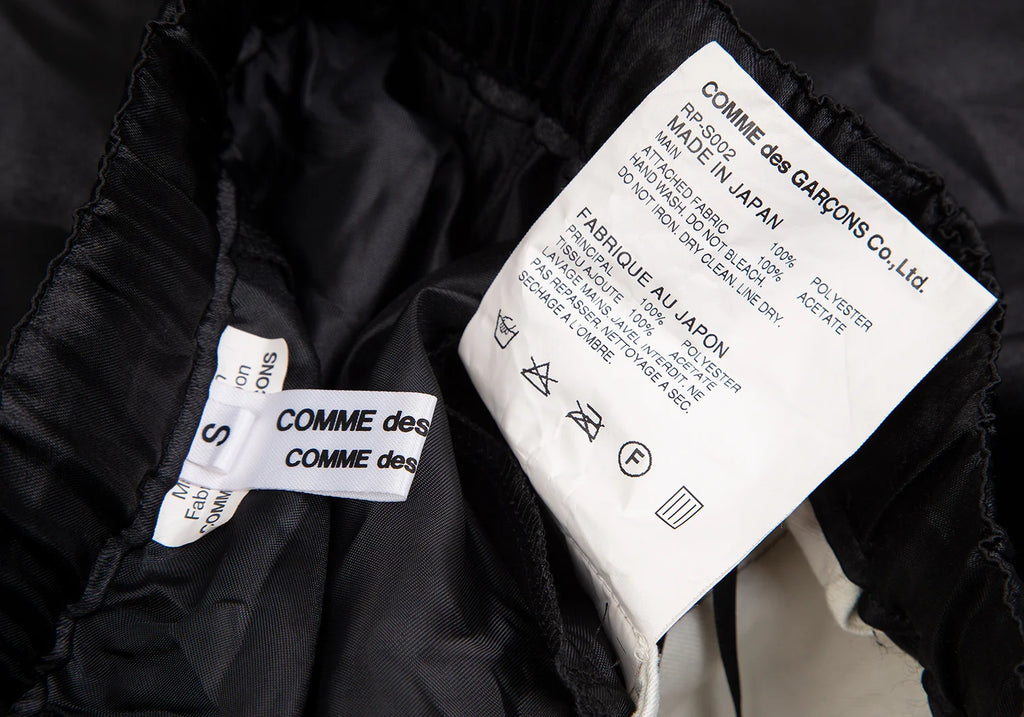 COMME des GARÇONS Co.,Ltd.
RP-S002
MADE IN JAPAN
MAIN 100% POLYESTER
ATTACHED FABRIC 100% ACETATE
HAND WASH. DO NOT BLEACH,
DO NOT IRON. DRY CLEAN. LINE DRY.
FABRIQUE AU JAPON
PRINCIPAL 100% POLYESTER
TISSU AJOUTE 100% ACETATE
LAVAGE MAINS, JAVEL INTERDIT. NE
PAS REPASSER. NETTOYAGE A SEC.
SECHAGE A L'OMBRE.
F
COMME des
COMME des
S
Fab
COMM